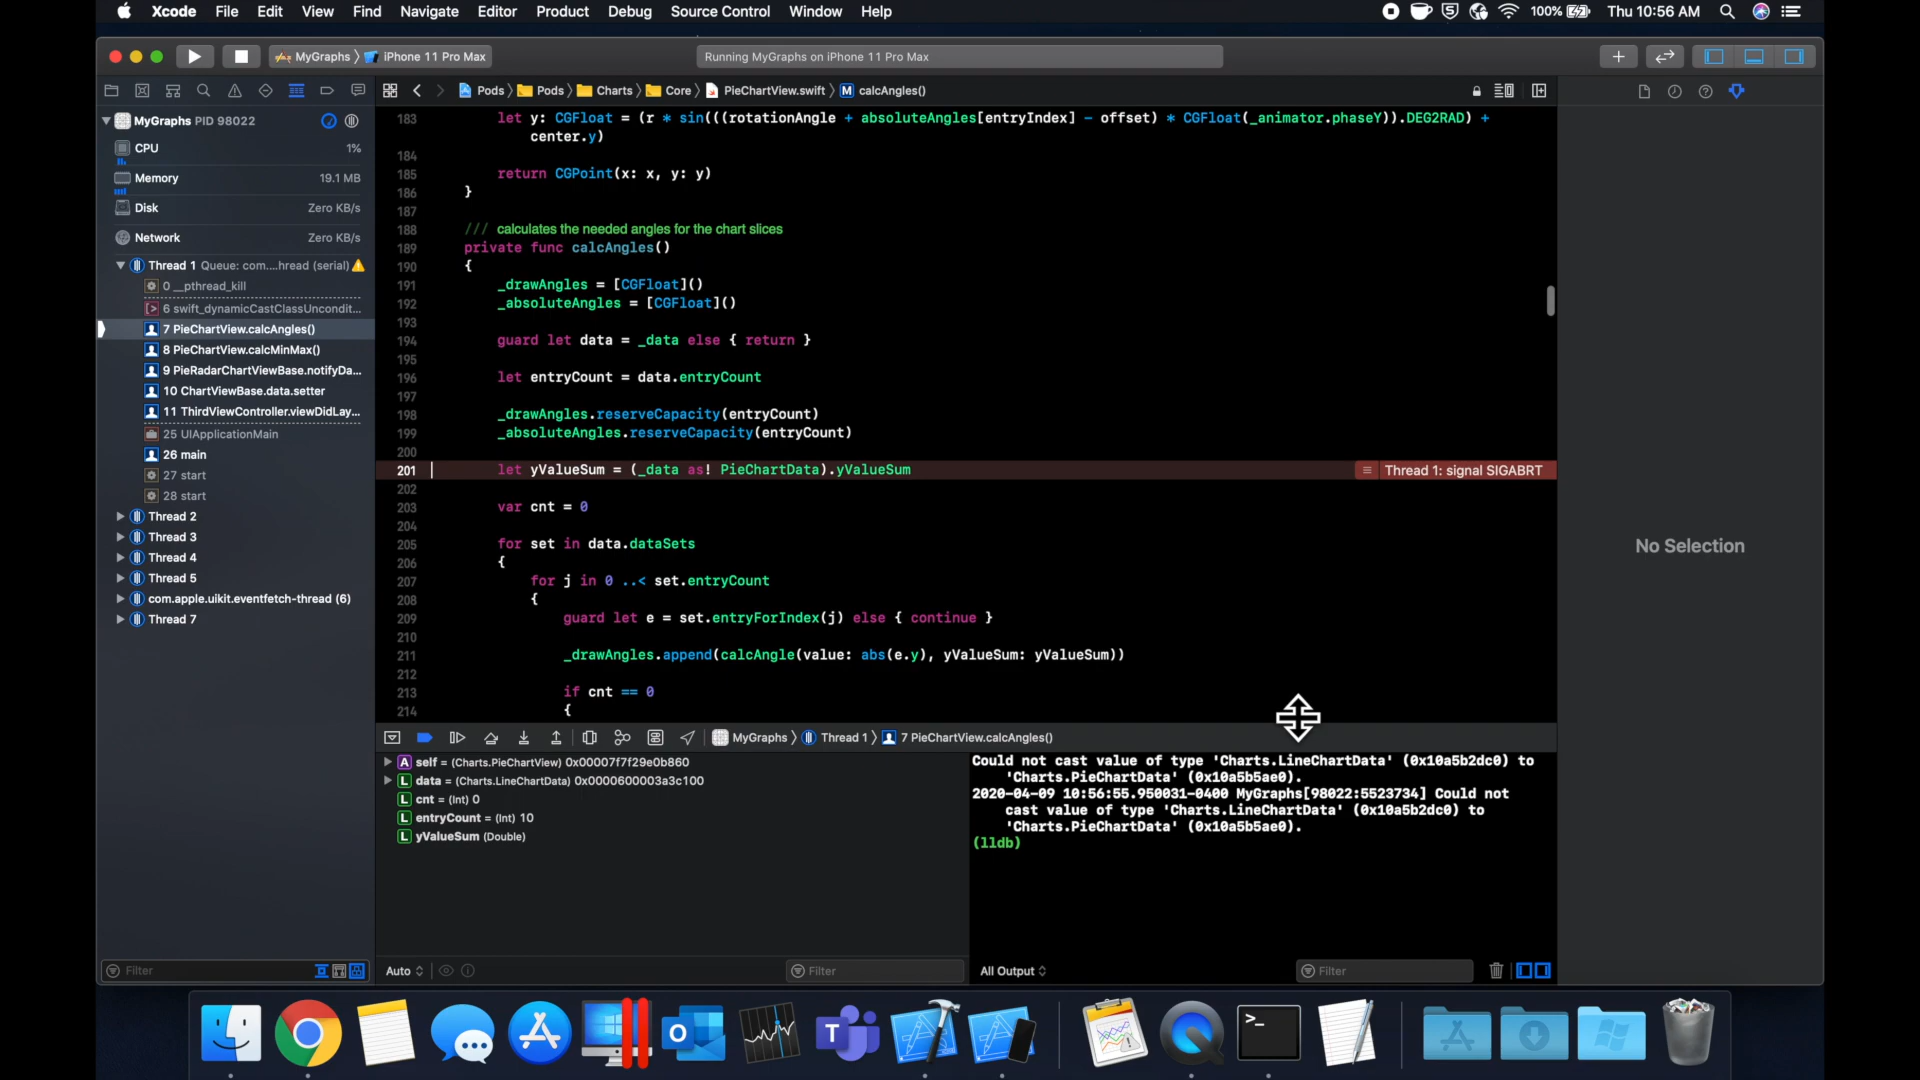 Xcode File Edit View Find Navigate Editor Product Debug Source Control Window Help
100% Thu 10:56 AM
MyGraphs iPhone 11 Pro Max
Running MyGraphs on iPhone 11 Pro Max
Pods Pods Charts Core PieChartView.swift M calcAngles()
MyGraphs PID 98022
CPU 1%
Memory 19.1 MB
Disk Zero KB/s
Network Zero KB/s
Thread 1 Queue: com....hread (serial)
0 __pthread_kill
6 swift_dynamicCastClassUncondit...
7 PieChartView.calcAngles()
8 PieChartView.calcMinMax()
9 PieRadarChartViewBase.notifyDa...
10 ChartViewBase.data.setter
11 ThirdViewController.viewDidLay...
25 UIApplicationMain
26 main
27 start
28 start
Thread 2
Thread 3
Thread 4
Thread 5
com.apple.uikit.eventfetch-thread (6)
Thread 7
Filter
183 let y: CGFloat = (r * sin(((rotationAngle + absoluteAngles[entryIndex] - offset) * CGFloat(_animator.phaseY)).DEG2RAD) +
center.y)
184
185 return CGPoint(x: x, y: y)
186 }
187
188 /// calculates the needed angles for the chart slices
189 private func calcAngles()
190 {
191 _drawAngles = [CGFloat]()
192 _absoluteAngles = [CGFloat]()
193
194 guard let data = _data else { return }
195
196 let entryCount = data.entryCount
197
198 _drawAngles.reserveCapacity(entryCount)
199 _absoluteAngles.reserveCapacity(entryCount)
200
201 let yValueSum = (_data as! PieChartData).yValueSum Thread 1: signal SIGABRT
202
203 var cnt = 0
204
205 for set in data.dataSets
206 {
207 for j in 0 ..< set.entryCount
208 {
209 guard let e = set.entryForIndex(j) else { continue }
210
211 _drawAngles.append(calcAngle(value: abs(e.y), yValueSum: yValueSum))
212
213 if cnt == 0
214 {
No Selection
MyGraphs Thread 1 7 PieChartView.calcAngles()
A self = (Charts.PieChartView) 0x00007f7f29e0b860
L data = (Charts.LineChartData) 0x0000600003a3c100
L cnt = (Int) 0
L entryCount = (Int) 10
L yValueSum (Double)
Could not cast value of type 'Charts.LineChartData' (0x10a5b2dc0) to
'Charts.PieChartData' (0x10a5b5ae0).
2020-04-09 10:56:55.950031-0400 MyGraphs[98022:5523734] Could not
cast value of type 'Charts.LineChartData' (0x10a5b2dc0) to
'Charts.PieChartData' (0x10a5b5ae0).
(lldb)
Auto Filter
All Output Filter